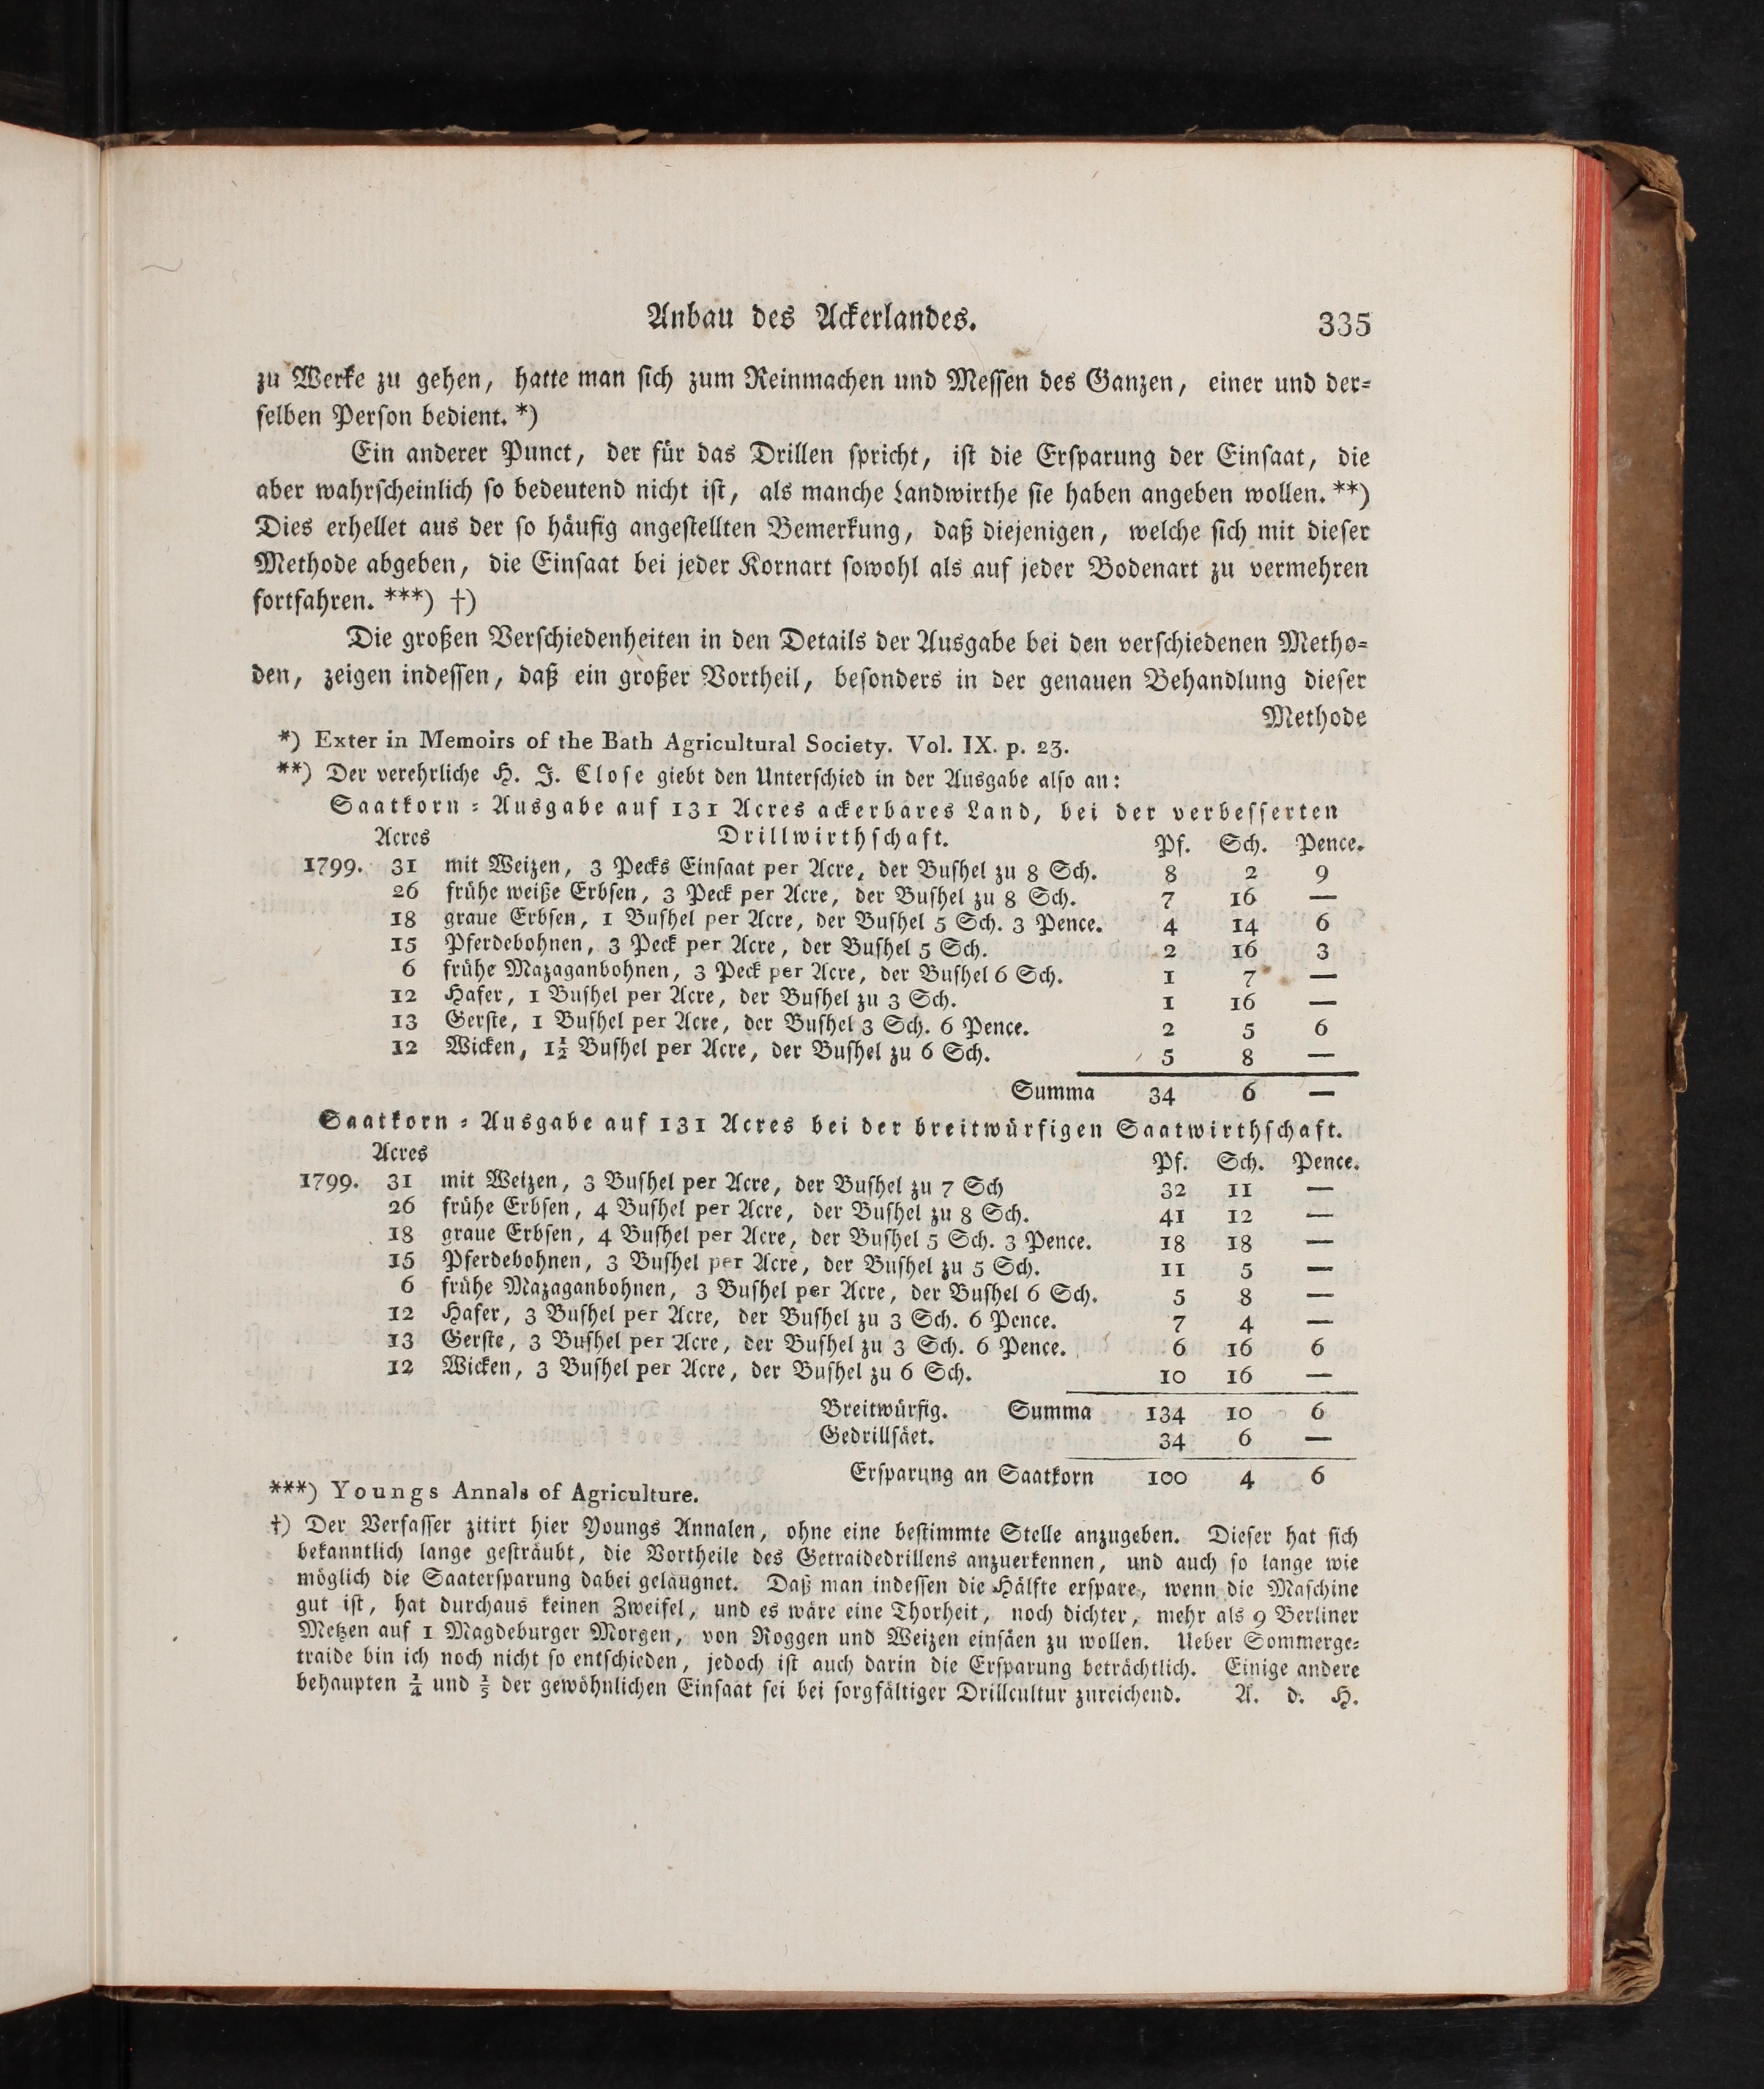 Anbau des Ackerlandes. 335
zu Werke zu gehen, hatte man sich zum Reinmachen und Messen des Ganzen, einer und der-
selben Person bedient. *)
Ein anderer Punct, der für das Drillen spricht, ist die Ersparung der Einsaat, die
aber wahrscheinlich so bedeutend nicht ist, als manche Landwirthe sie haben angeben wollen. **)
Dies erhellet aus der so häufig angestellten Bemerkung, daß diejenigen, welche sich mit dieser
Methode abgeben, die Einsaat bei jeder Kornart sowohl als auf jeder Bodenart zu vermehren
fortfahren. ***) †)
Die großen Verschiedenheiten in den Details der Ausgabe bei den verschiedenen Metho-
den, zeigen indessen, daß ein großer Vortheil, besonders in der genauen Behandlung dieser
Methode
*) Exter in Memoirs of the Bath Agricultural Society. Vol. IX. p. 23.
**) Der verehrliche H. J. Close giebt den Unterschied in der Ausgabe also an:
Saatkorn-Ausgabe auf 131 Acres ackerbares Land, bei der verbesserten
Acres Drillwirthschaft. Pf. Sch. Pence.
1799. 31 mit Weizen, 3 Pecks Einsaat per Acre, der Bushel zu 8 Sch. 8 2 9
26 frühe weiße Erbsen, 3 Peck per Acre, der Bushel zu 8 Sch. 7 16 —
18 graue Erbsen, 1 Bushel per Acre, der Bushel 5 Sch. 3 Pence. 4 14 6
15 Pferdebohnen, 3 Peck per Acre, der Bushel 5 Sch. 2 16 3
6 frühe Mazaganbohnen, 3 Peck per Acre, der Bushel 6 Sch. 1 7 —
12 Hafer, 1 Bushel per Acre, der Bushel zu 3 Sch. 1 16 —
13 Gerste, 1 Bushel per Acre, der Bushel 3 Sch. 6 Pence. 2 5 6
12 Wicken, 1½ Bushel per Acre, der Bushel zu 6 Sch. 5 8 —
Summa 34 6 —
Saatkorn-Ausgabe auf 131 Acres bei der breitwürfigen Saatwirthschaft.
Acres Pf. Sch. Pence.
1799. 31 mit Weizen, 3 Bushel per Acre, der Bushel zu 7 Sch 32 11 —
26 frühe Erbsen, 4 Bushel per Acre, der Bushel zu 8 Sch. 41 12 —
18 graue Erbsen, 4 Bushel per Acre, der Bushel 5 Sch. 3 Pence. 18 18 —
15 Pferdebohnen, 3 Bushel per Acre, der Bushel zu 5 Sch. 11 5 —
6 frühe Mazaganbohnen, 3 Bushel per Acre, der Bushel 6 Sch. 5 8 —
12 Hafer, 3 Bushel per Acre, der Bushel zu 3 Sch. 6 Pence. 7 4 —
13 Gerste, 3 Bushel per Acre, der Bushel zu 3 Sch. 6 Pence. 6 16 6
12 Wicken, 3 Bushel per Acre, der Bushel zu 6 Sch. 10 16 —
Breitwürfig. Summa 134 10 6
Gedrillsäet. 34 6 —
Ersparung an Saatkorn 100 4 6
***) Youngs Annals of Agriculture.
†) Der Verfasser zitirt hier Youngs Annalen, ohne eine bestimmte Stelle anzugeben. Dieser hat sich
bekanntlich lange gesträubt, die Vortheile des Getraidedrillens anzuerkennen, und auch so lange wie
möglich die Saatersparung dabei geläugnet. Daß man indessen die Hälfte erspare, wenn die Maschine
gut ist, hat durchaus keinen Zweifel, und es wäre eine Thorheit, noch dichter, mehr als 9 Berliner
Metzen auf 1 Magdeburger Morgen, von Roggen und Weizen einsäen zu wollen. Ueber Sommerge-
traide bin ich noch nicht so entschieden, jedoch ist auch darin die Ersparung beträchtlich. Einige andere
behaupten ¼ und ⅕ der gewöhnlichen Einsaat sei bei sorgfältiger Drillcultur zureichend. A. d. H.